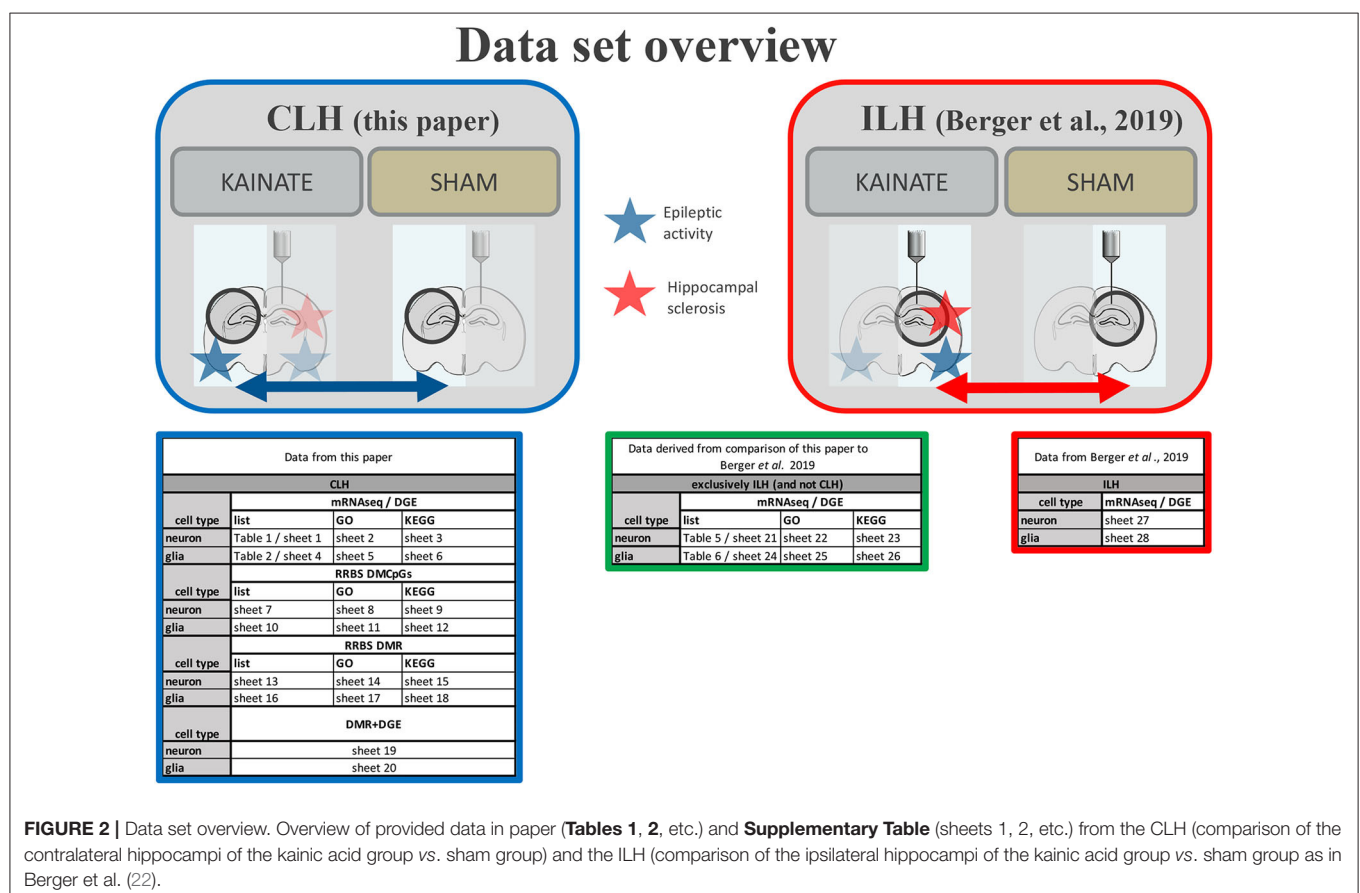 Data set overview
CLH (this paper)
KAINATE
SHAM
Epileptic
activity
Hippocampal
sclerosis
ILH (Berger et al., 2019)
KAINATE
SHAM
Data from this paper
CLH
mRNAseq / DGE
cell type list GO KEGG
neuron Table 1 / sheet 1 sheet 2 sheet 3
glia Table 2 / sheet 4 sheet 5 sheet 6
RRBS DMCpGs
cell type list GO KEGG
neuron sheet 7 sheet 8 sheet 9
glia sheet 10 sheet 11 sheet 12
RRBS DMR
cell type list GO KEGG
neuron sheet 13 sheet 14 sheet 15
glia sheet 16 sheet 17 sheet 18
cell type DMR+DGE
neuron sheet 19
glia sheet 20
Data derived from comparison of this paper to
Berger et al. 2019
exclusively ILH (and not CLH)
mRNAseq / DGE
cell type list GO KEGG
neuron Table 5 / sheet 21 sheet 22 sheet 23
glia Table 6 / sheet 24 sheet 25 sheet 26
Data from Berger et al., 2019
ILH
cell type mRNAseq / DGE
neuron sheet 27
glia sheet 28
FIGURE 2 | Data set overview. Overview of provided data in paper (Tables 1, 2, etc.) and Supplementary Table (sheets 1, 2, etc.) from the CLH (comparison of the
contralateral hippocampi of the kainic acid group vs. sham group) and the ILH (comparison of the ipsilateral hippocampi of the kainic acid group vs. sham group as in
Berger et al. (22).